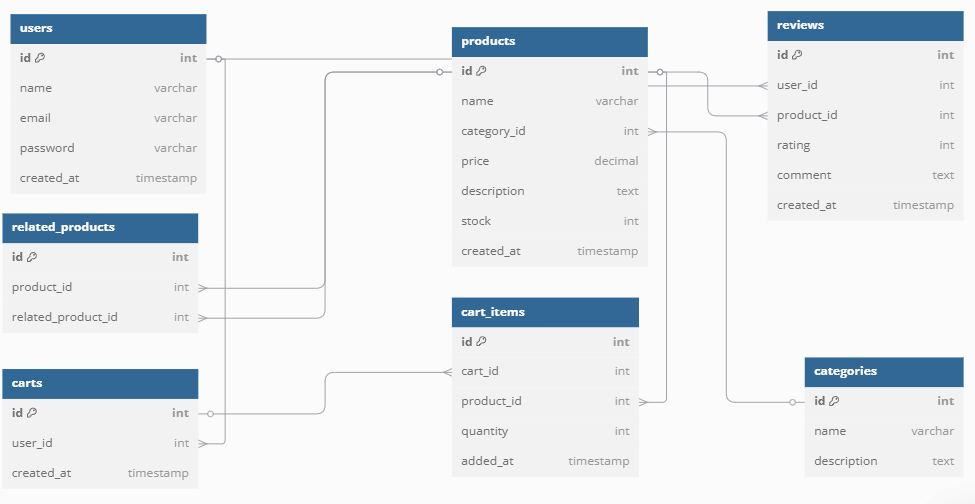 users
id int
name varchar
email varchar
password varchar
created_at timestamp
related_products
id int
product_id int
related_product_id int
carts
id int
user_id int
created_at timestamp
products
id int
name varchar
category_id int
price decimal
description text
stock int
created_at timestamp
cart_items
id int
cart_id int
product_id int
quantity int
added_at timestamp
reviews
id int
user_id int
product_id int
rating int
comment text
created_at timestamp
categories
id int
name varchar
description text